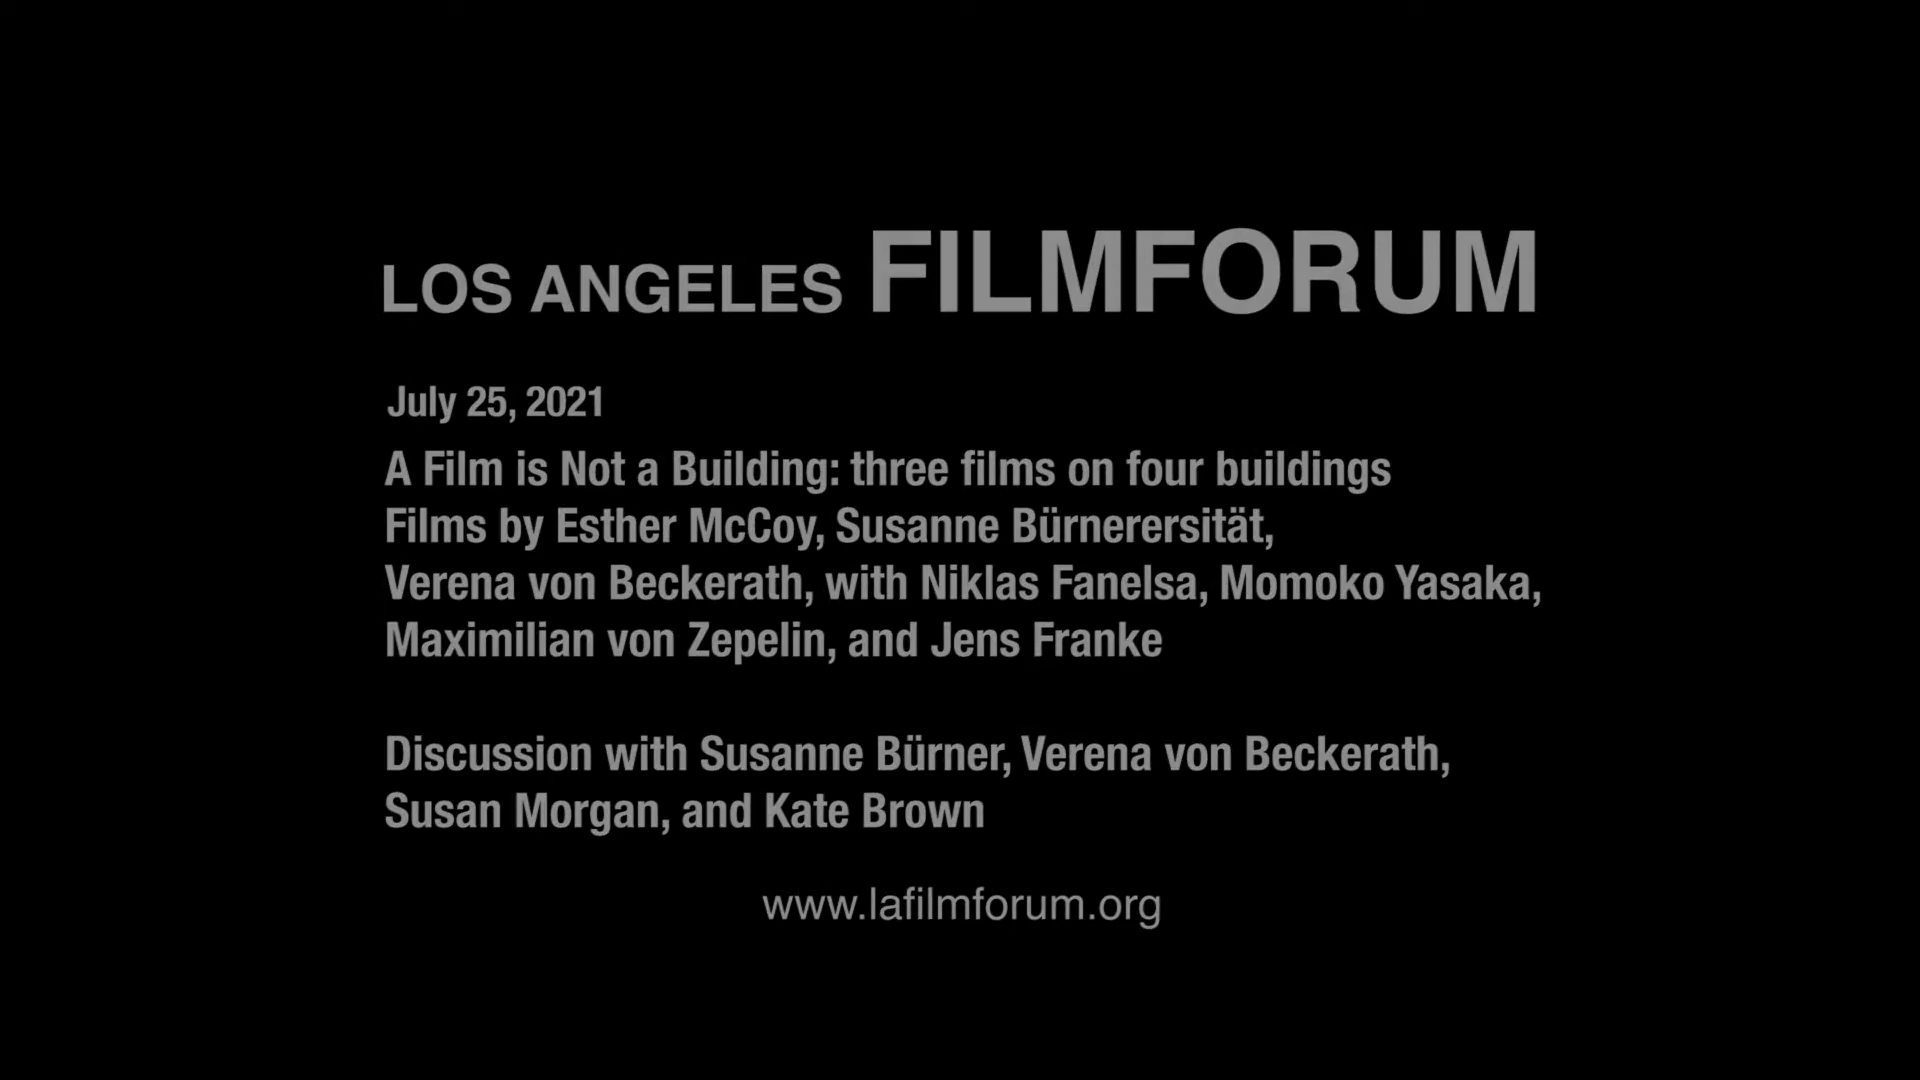 LOS ANGELES FILMFORUM
July 25, 2021
A Film is Not a Building: three films on four buildings
Films by Esther McCoy, Susanne Bürnerersität,
Verena von Beckerath, with Niklas Fanelsa, Momoko Yasaka,
Maximilian von Zepelin, and Jens Franke
Discussion with Susanne Bürner, Verena von Beckerath,
Susan Morgan, and Kate Brown
www.lafilmforum.org